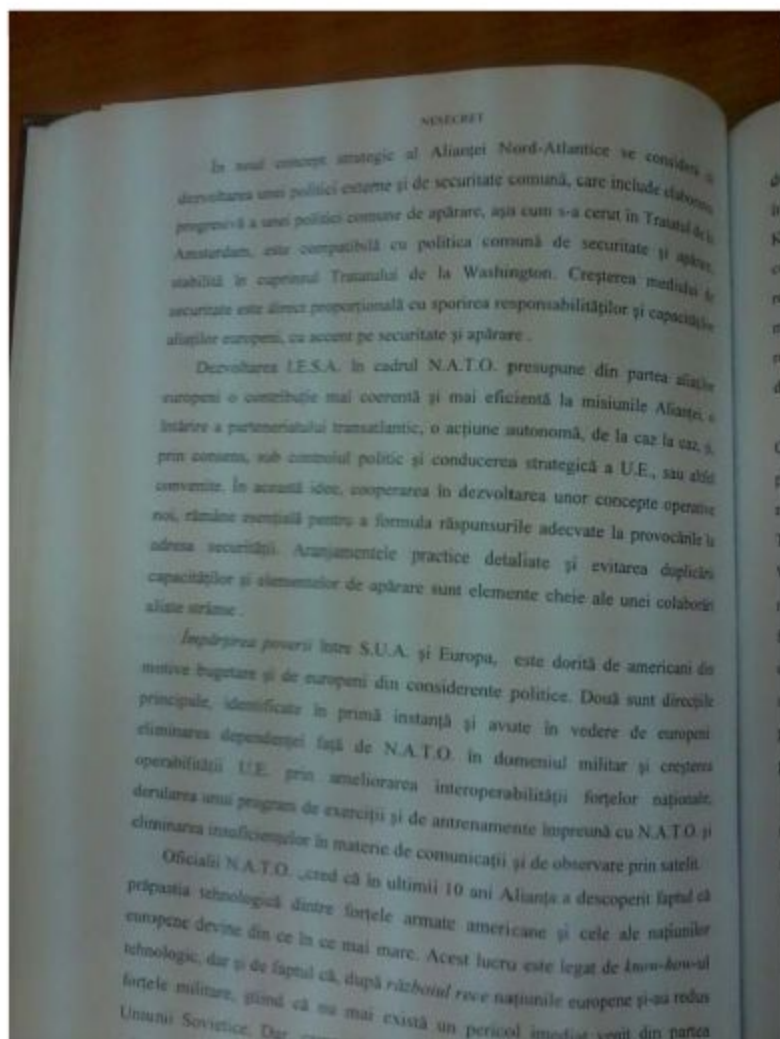 NESECRET
În noul concept strategic al Alianței Nord-Atlantice se consideră că
dezvoltarea unei politici externe și de securitate comună, care include elaborarea
progresivă a unei politici comune de apărare, așa cum s-a cerut în Tratatul de la
Amsterdam, este compatibilă cu politica comună de securitate și apărare,
stabilită în cuprinsul Tratatului de la Washington. Creșterea mediului de
securitate este direct proporțională cu sporirea responsabilităților și capacităților
aliaților europeni, cu accent pe securitate și apărare .
Dezvoltarea I.E.S.A. în cadrul N.A.T.O. presupune din partea aliaților
europeni o contribuție mai coerentă și mai eficientă la misiunile Alianței, o
întărire a parteneriatului transatlantic, o acțiune autonomă, de la caz la caz, și,
prin consens, sub controlul politic și conducerea strategică a U.E., sau altfel
convenite. În această idee, cooperarea în dezvoltarea unor concepte operative
noi, rămâne esențială pentru a formula răspunsurile adecvate la provocările la
adresa securității. Aranjamentele practice detaliate și evitarea duplicării
capacităților și elementelor de apărare sunt elemente cheie ale unei colaborări
aliate strânse .
Împărțirea poverii între S.U.A. și Europa, este dorită de americani din
motive bugetare și de europeni din considerente politice. Două sunt direcțiile
principale, identificate în primă instanță și avute în vedere de europeni:
eliminarea dependenței față de N.A.T.O. în domeniul militar și creșterea
operabilității U.E. prin ameliorarea interoperabilității forțelor naționale,
derularea unui program de exerciții și de antrenamente împreună cu N.A.T.O. și
eliminarea insuficiențelor în materie de comunicații și de observare prin satelit.
Oficialii N.A.T.O. „cred că în ultimii 10 ani Alianța a descoperit faptul că
prăpastia tehnologică dintre forțele armate americane și cele ale națiunilor
europene devine din ce în ce mai mare. Acest lucru este legat de know-how-ul
tehnologic, dar și de faptul că, după războiul rece națiunile europene și-au redus
forțele militare, știind că nu mai există un pericol imediat venit din partea
Uniunii Sovietice. Dar